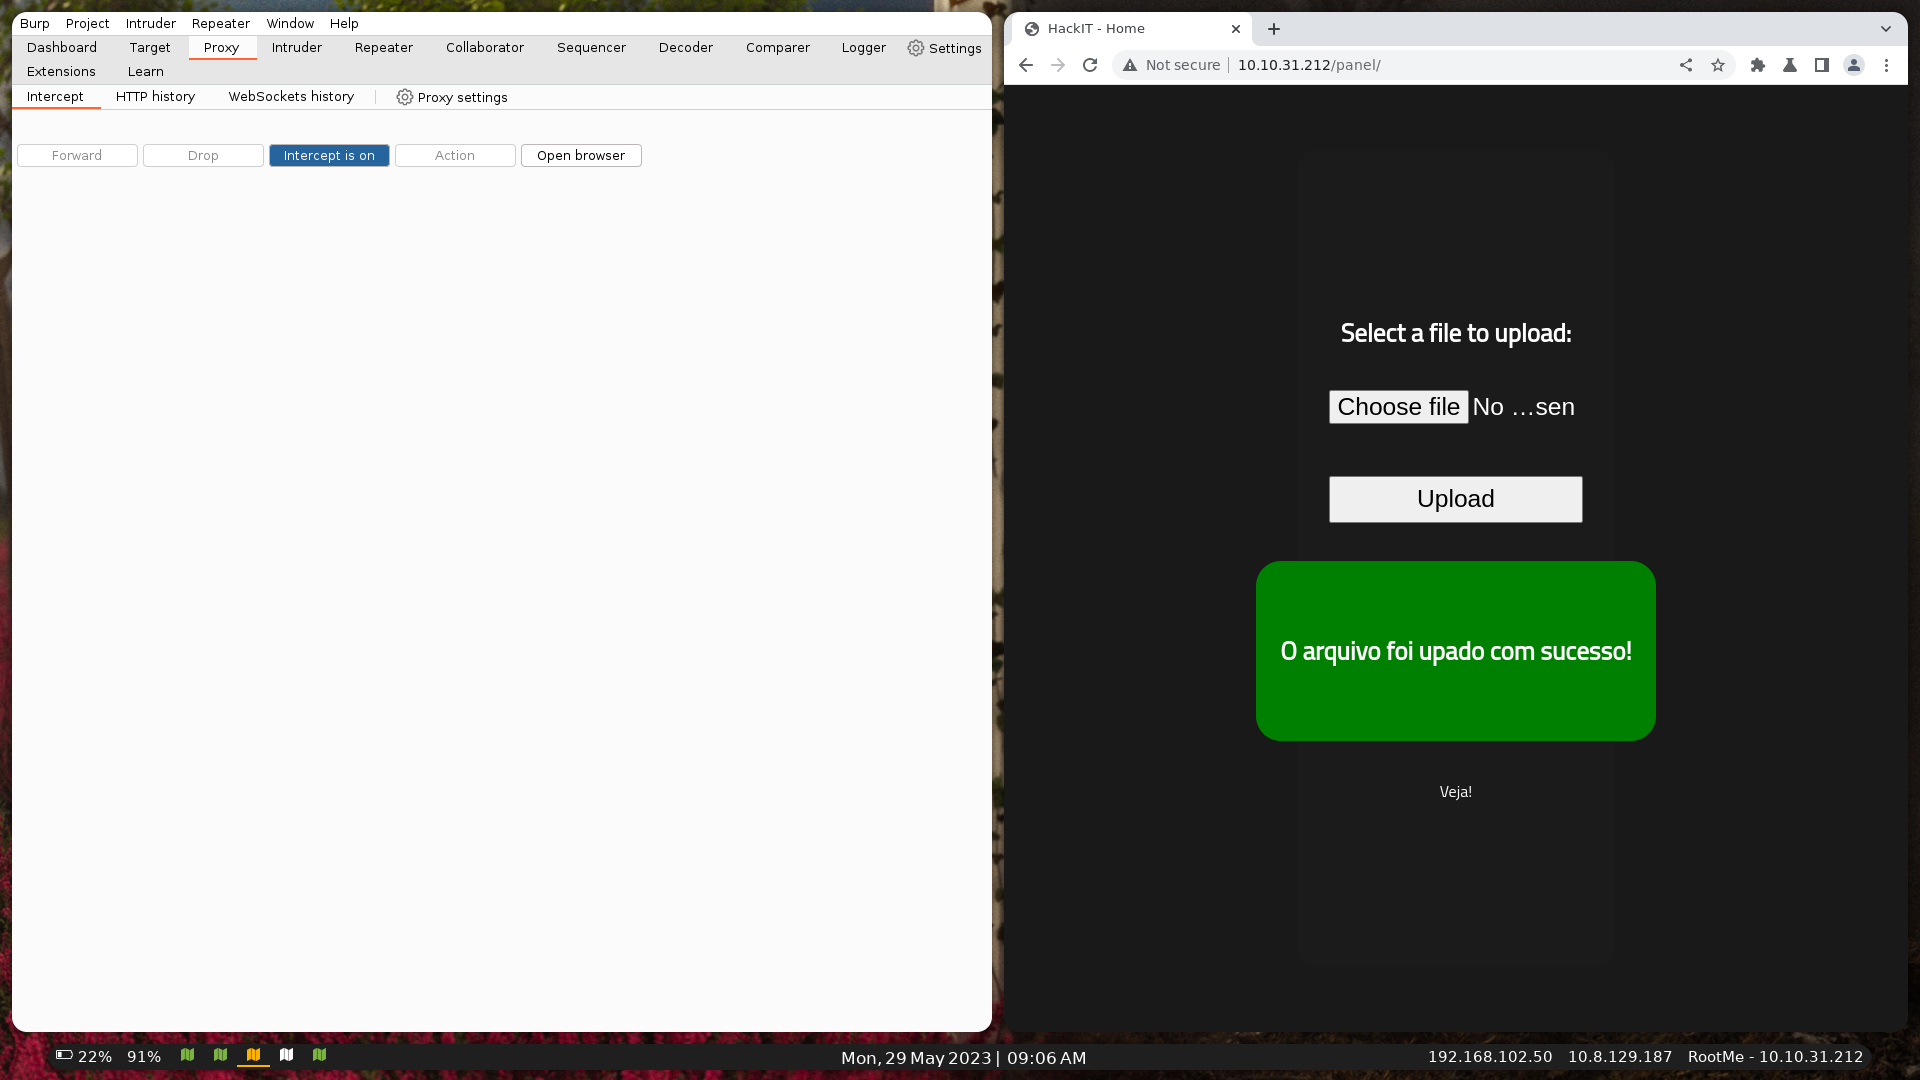 Burp Project Intruder Repeater Window Help
Dashboard Target Proxy Intruder Repeater Collaborator Sequencer Decoder Comparer Logger Settings
Extensions Learn
Intercept HTTP history WebSockets history Proxy settings
Forward Drop Intercept is on Action Open browser
HackIT - Home
Not secure 10.10.31.212/panel/
Select a file to upload:
Choose file No …sen
Upload
O arquivo foi upado com sucesso!
Veja!
22% 91% Mon, 29 May 2023 | 09:06 AM 192.168.102.50 10.8.129.187 RootMe - 10.10.31.212